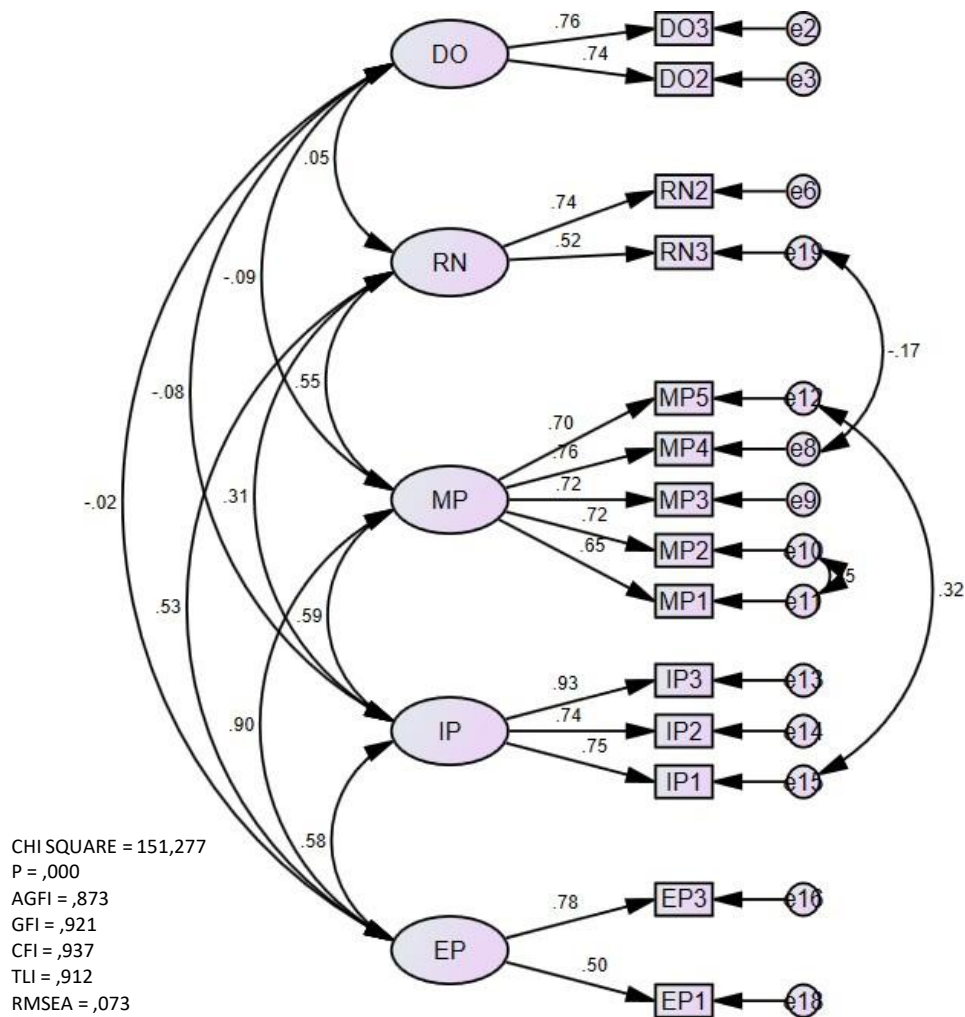 .76
DO3
e2
DO
.74
DO2
e3
.05
.74
RN2
e6
RN
.52
RN3
e19
-.09
-.17
.55
-.08
.70
MP5
e12
.76
MP4
e8
-.02
.31
MP
.72
MP3
e9
.72
MP2
e10
.65
MP1
e11
.32
.53
.59
.93
IP3
e13
.90
IP
.74
IP2
e14
.75
IP1
e15
.58
CHI SQUARE = 151,277
P = ,000
AGFI = ,873
GFI = ,921
CFI = ,937
TLI = ,912
RMSEA = ,073
.78
EP3
e16
EP
.50
EP1
e18